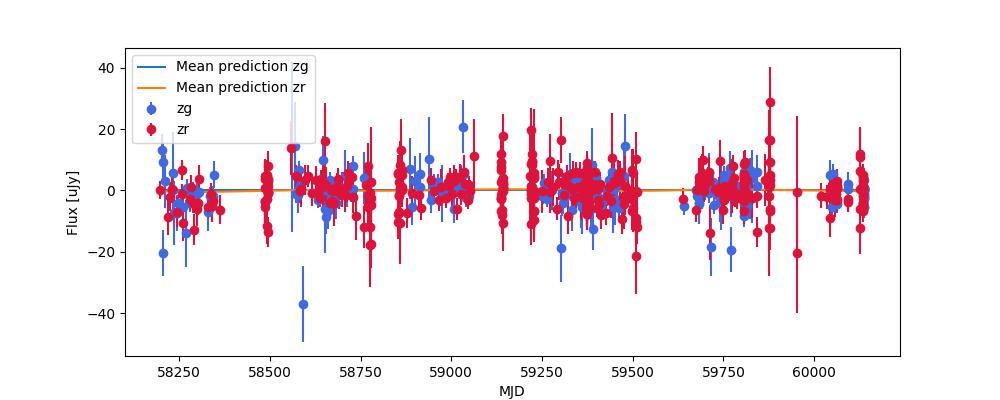 Mean prediction zg
Mean prediction zr
zg
zr
40
20
0
−20
−40
Flux [uJy]
58250
58500
58750
59000
59250
59500
59750
60000
MJD